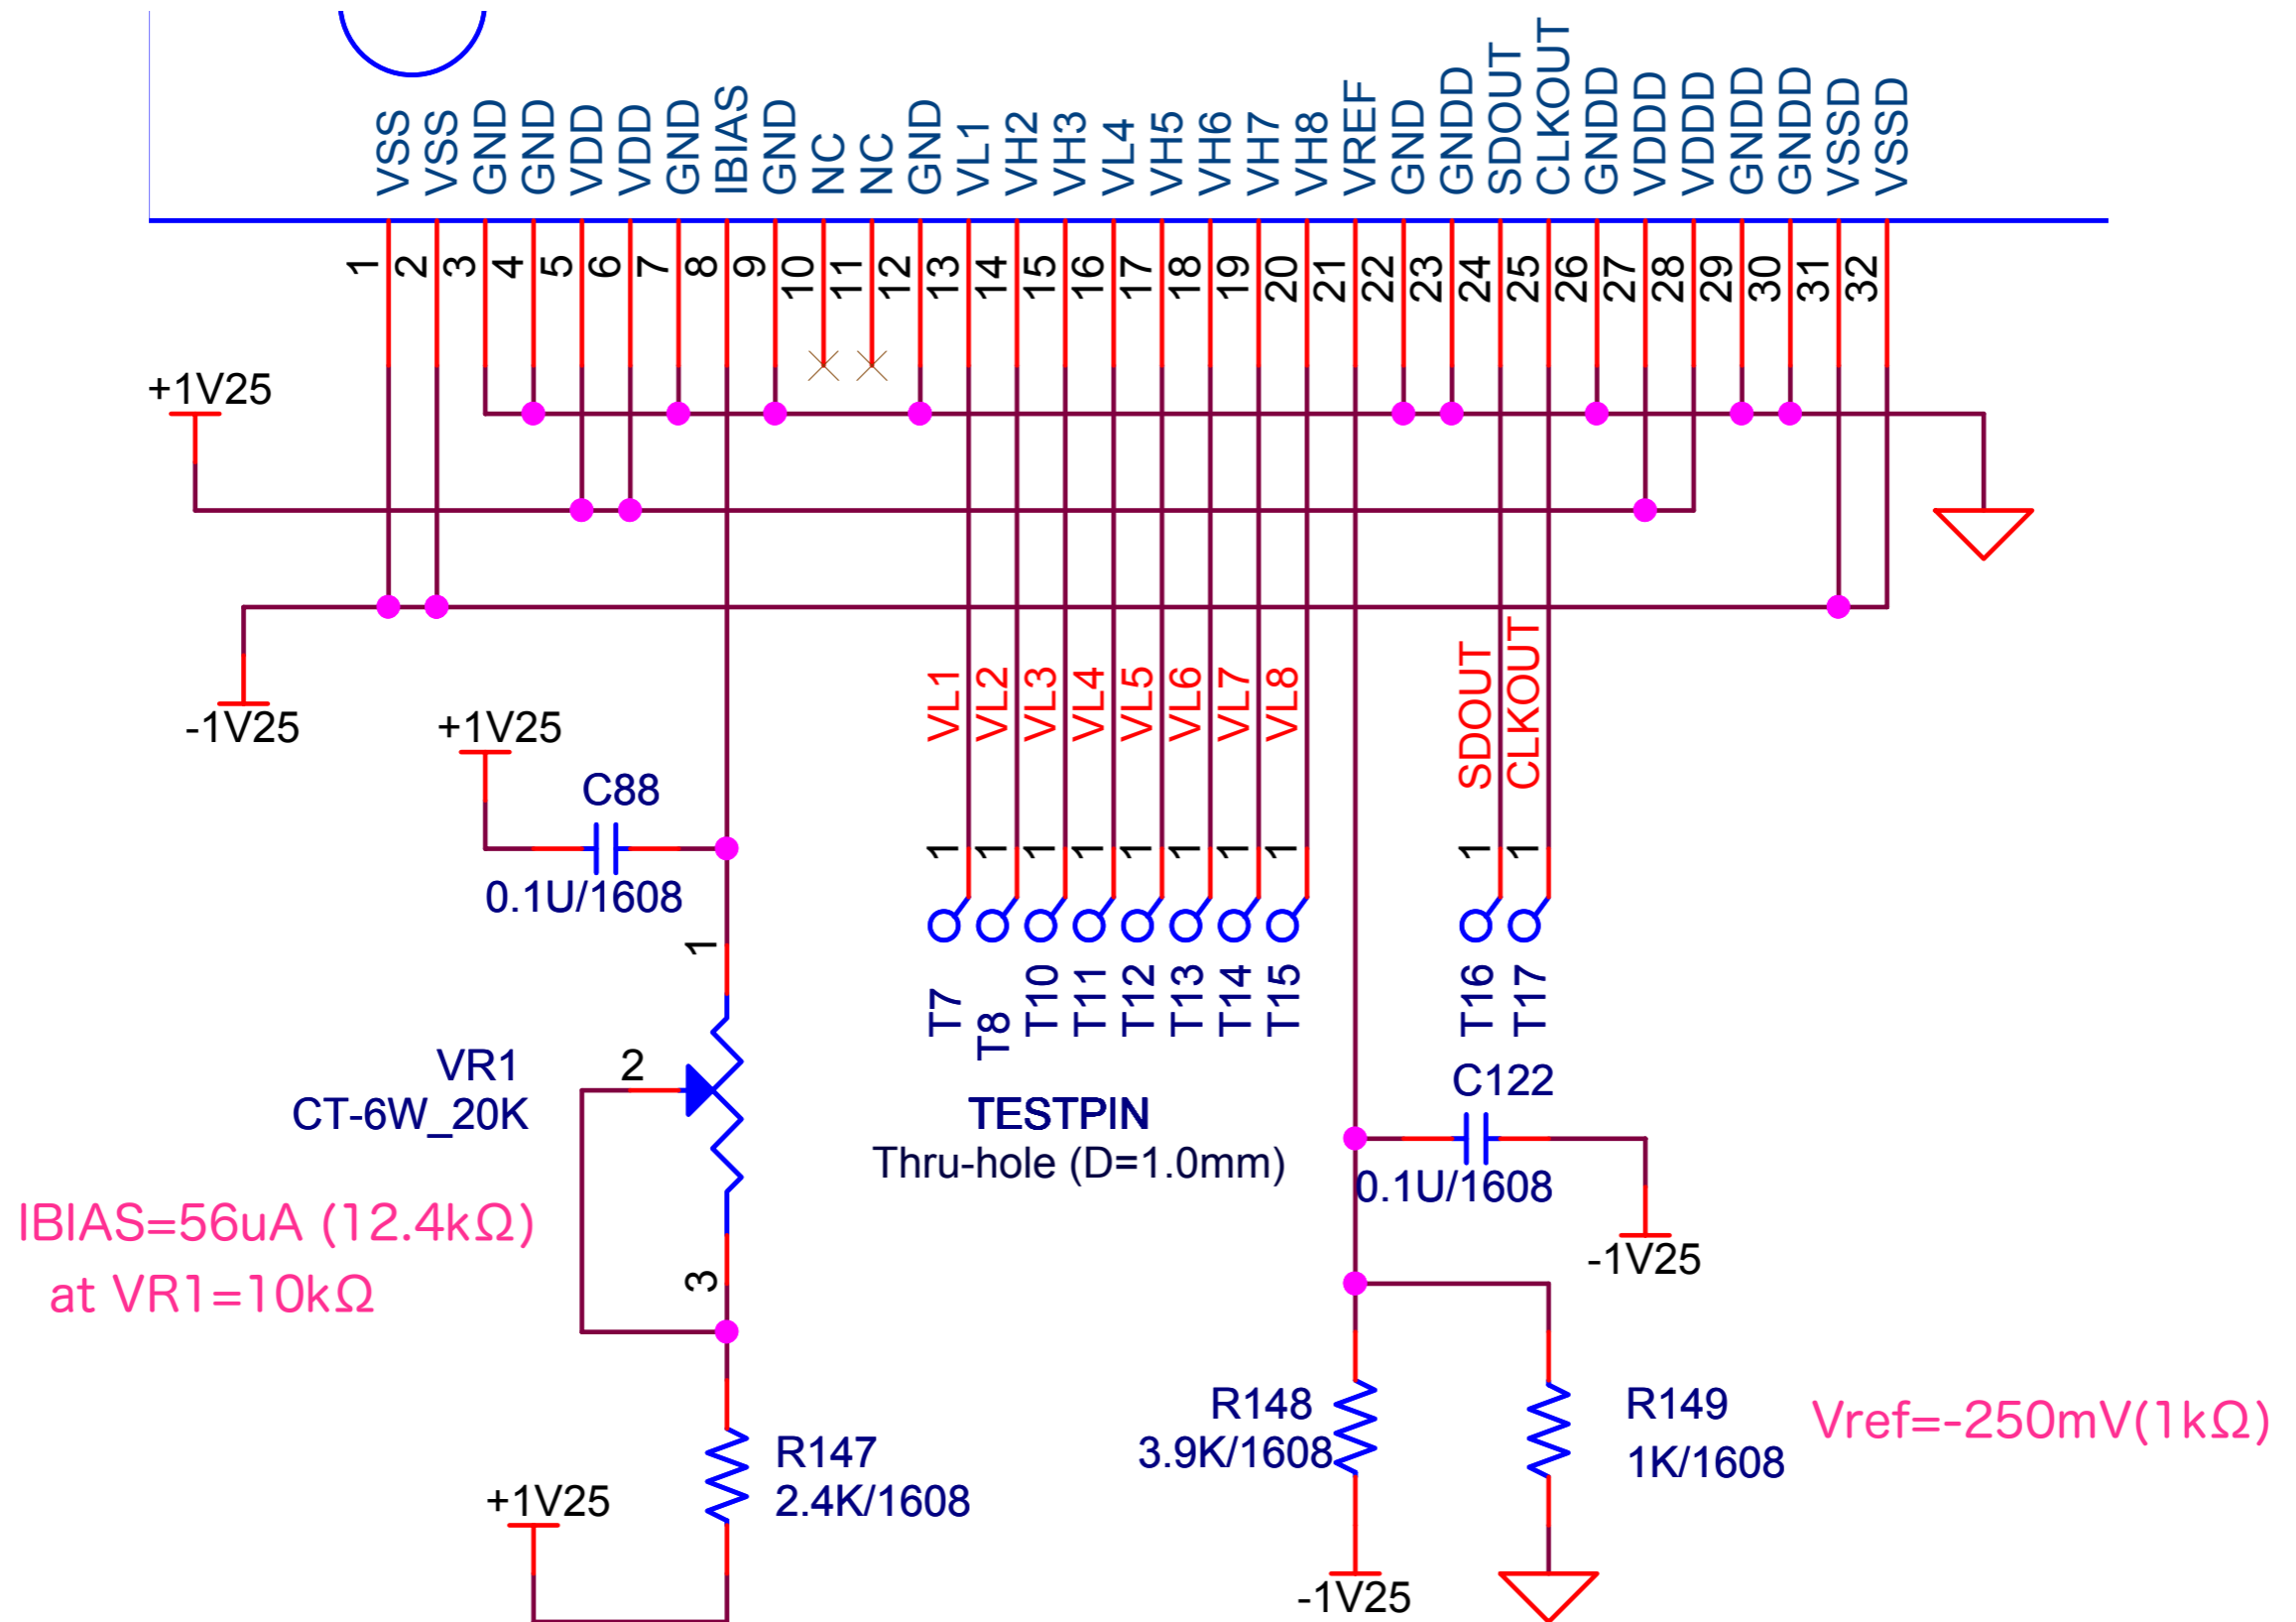 VSS
VSS
GND
GND
VDD
VDD
GND
IBIAS
GND
NC
NC
GND
VL1
VH2
VH3
VL4
VH5
VH6
VH7
VH8
VREF
GND
GNDD
SDOUT
CLKOUT
GNDD
VDDD
VDDD
GNDD
GNDD
VSSD
VSSD
1
2
3
4
5
6
7
8
9
10
11
12
13
14
15
16
17
18
19
20
21
22
23
24
25
26
27
28
29
30
31
32
+1V25
-1V25
+1V25
C88
0.1U/1608
VL1
VL2
VL3
VL4
VL5
VL6
VL7
VL8
SDOUT
CLKOUT
1
1
1
1
1
1
1
1
1
1
T7
T8
T10
T11
T12
T13
T14
T15
T16
T17
1
VR1
2
CT-6W_20K
3
TESTPIN
Thru-hole (D=1.0mm)
C122
0.1U/1608
-1V25
IBIAS=56uA (12.4kΩ)
at VR1=10kΩ
R147
2.4K/1608
+1V25
R148
3.9K/1608
R149
1K/1608
Vref=-250mV(1kΩ)
-1V25